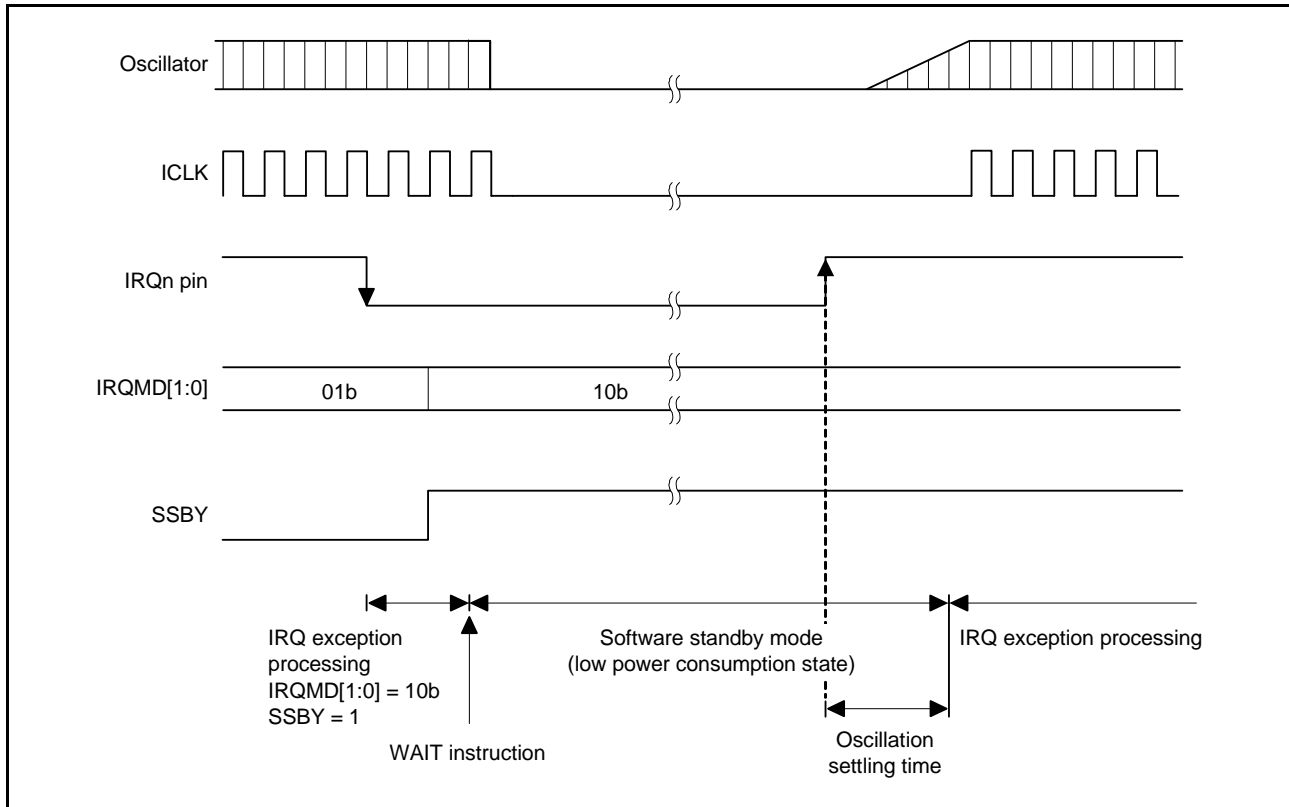 Oscillator
ICLK
IRQn pin
IRQMD[1:0]
01b
10b
SSBY
IRQ exception
processing
IRQMD[1:0] = 10b
SSBY = 1
WAIT instruction
Software standby mode
(low power consumption state)
IRQ exception processing
Oscillation
settling time